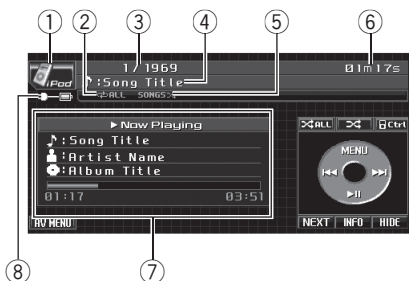 ① ② ③ ④ ⑤ ⑥
iPod 1/1969 01m17s
:Song Title
ALL SONGS
►Now Playing
:Song Title
:Artist Name
:Album Title
01:17 03:51
ALL Ctrl
MENU
AV MENU NEXT INFO HIDE
⑧ ⑦